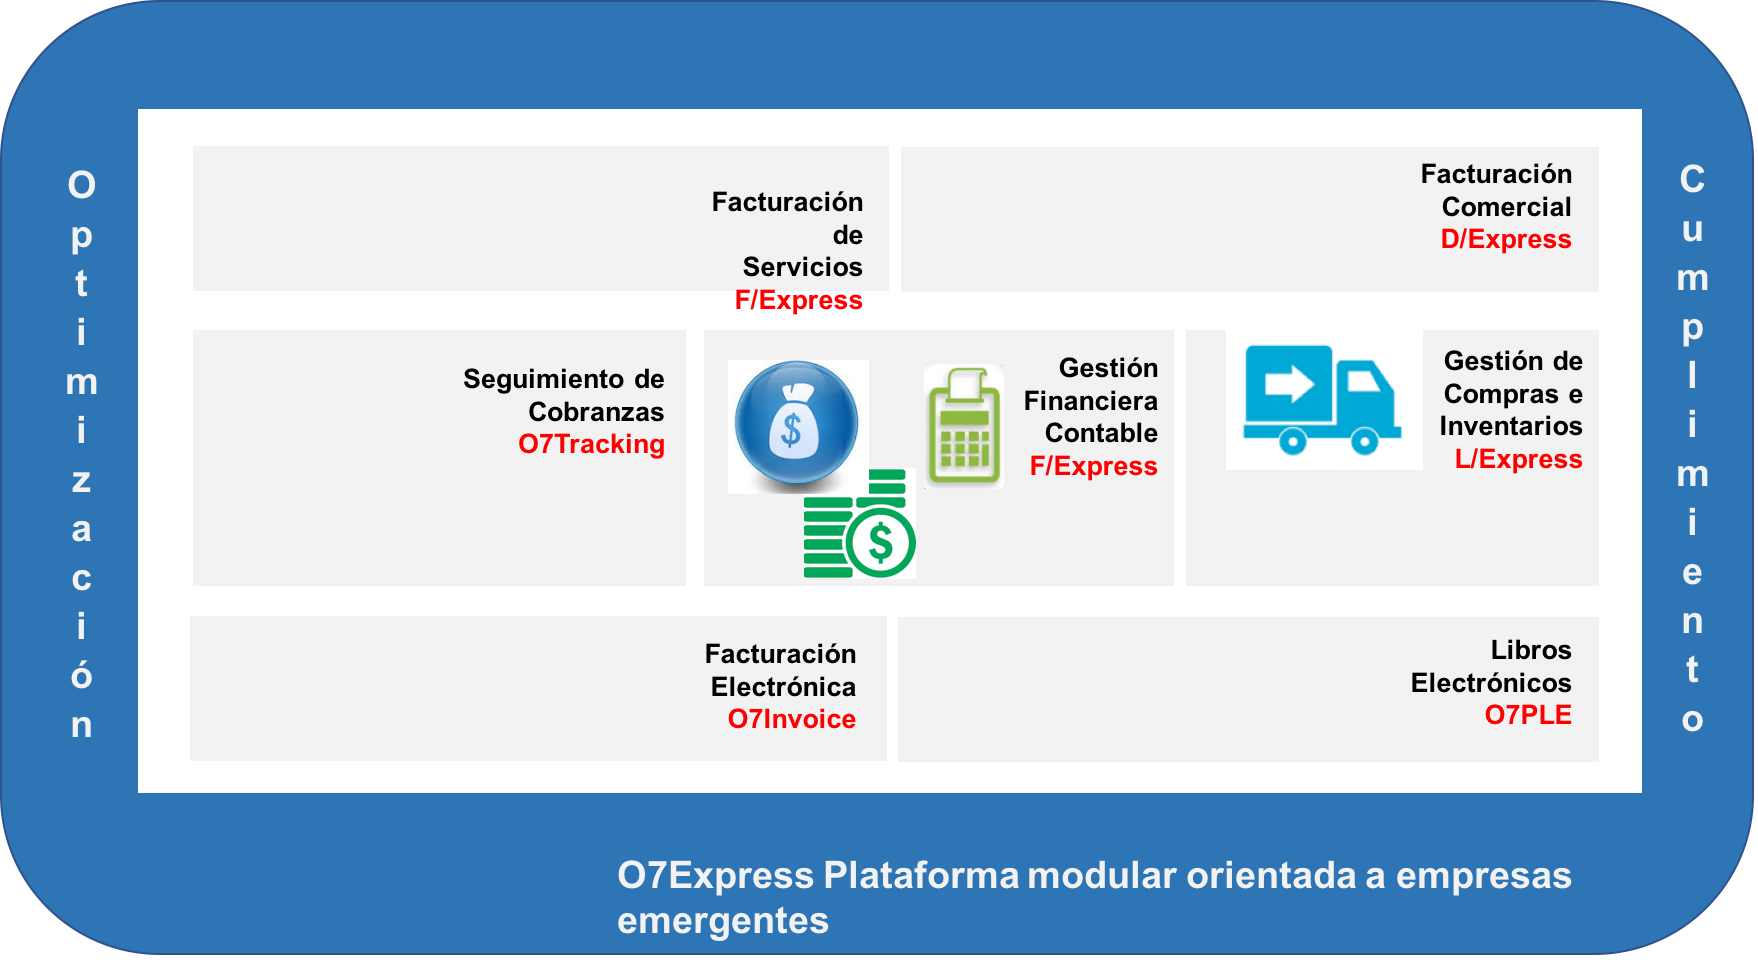 Optimización
Facturación
de
Servicios
F/Express
Facturación
Comercial
D/Express
Seguimiento de
Cobranzas
O7Tracking
$
$
Gestión
Financiera
Contable
F/Express
Gestión de
Compras e
Inventarios
L/Express
Facturación
Electrónica
O7Invoice
Libros
Electrónicos
O7PLE
Cumplimiento
O7Express Plataforma modular orientada a empresas
emergentes